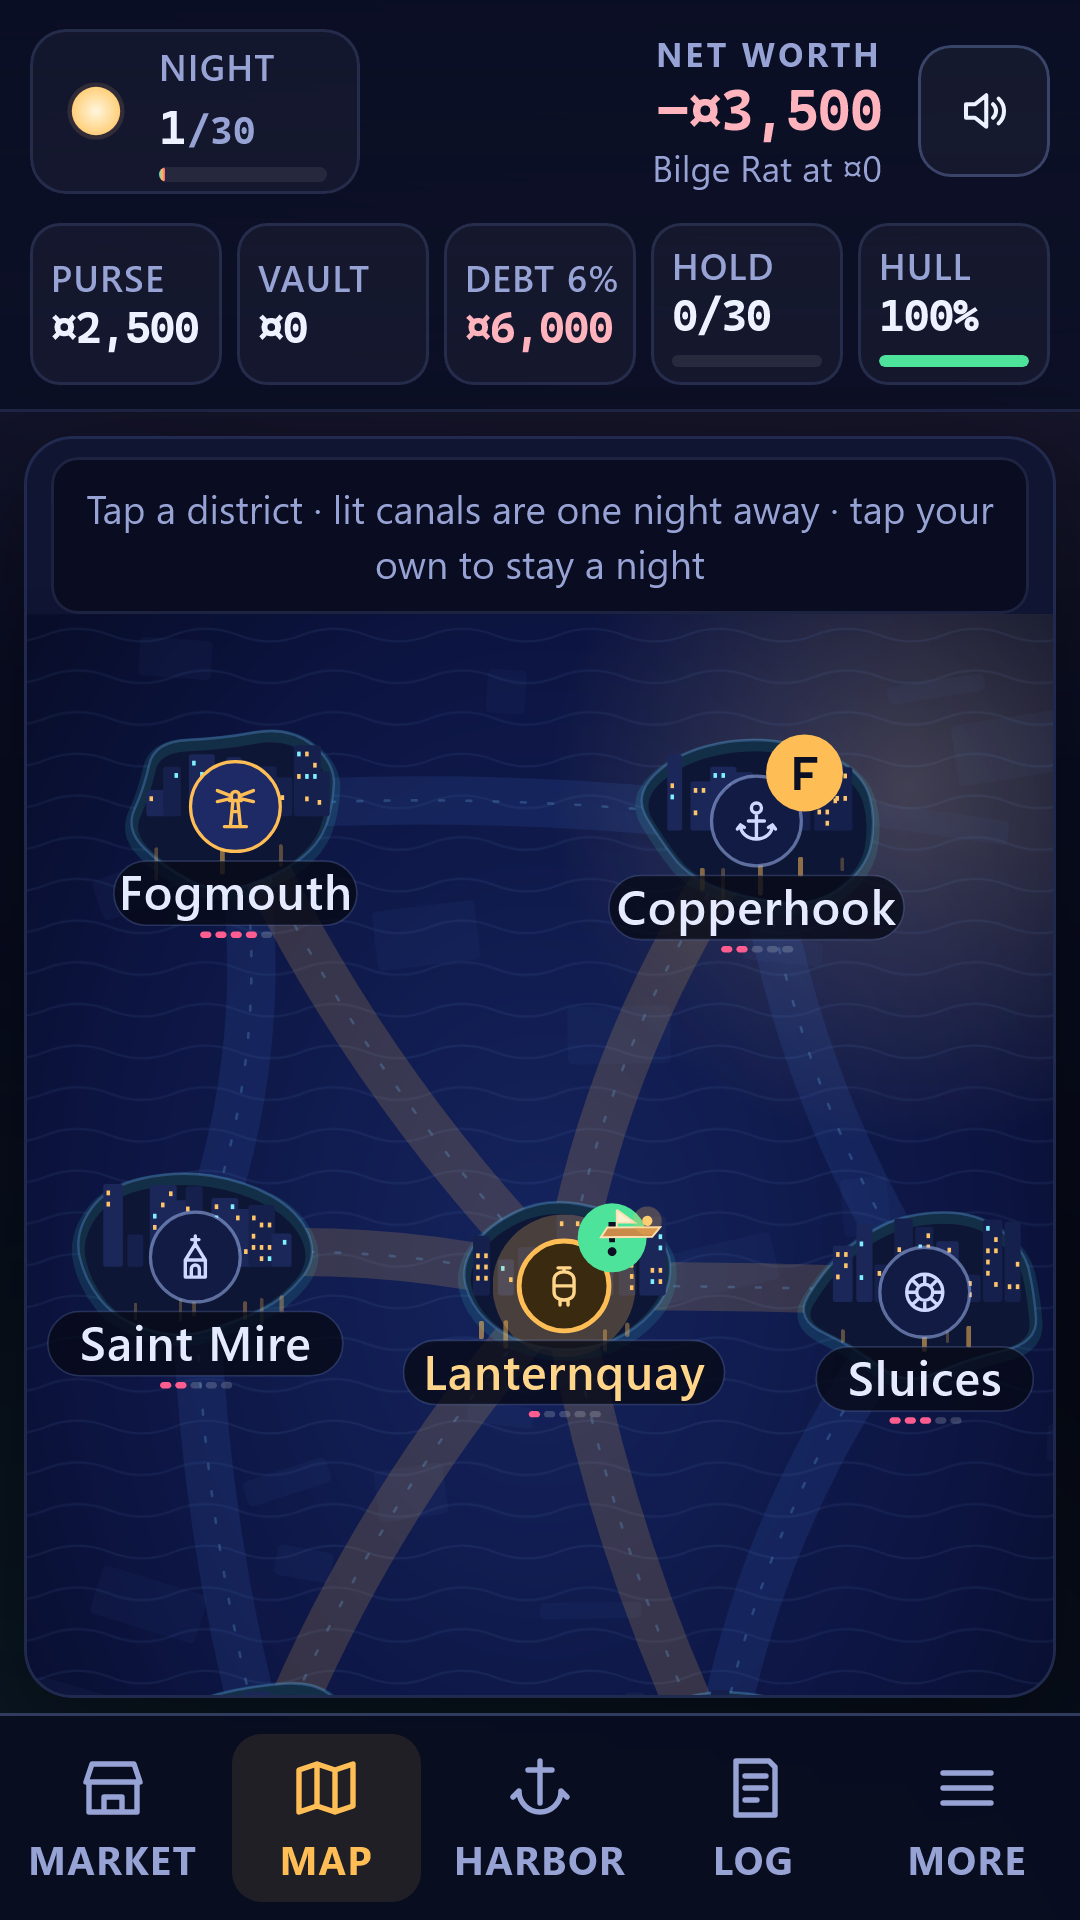 NIGHT
1/30
NET WORTH
−¤3,500
Bilge Rat at ¤0
PURSE
¤2,500
VAULT
¤0
DEBT 6%
¤6,000
HOLD
0/30
HULL
100%
Tap a district · lit canals are one night away · tap your
own to stay a night
F
Fogmouth
Copperhook
Saint Mire
Lanternquay
Sluices
MARKET
MAP
HARBOR
LOG
MORE